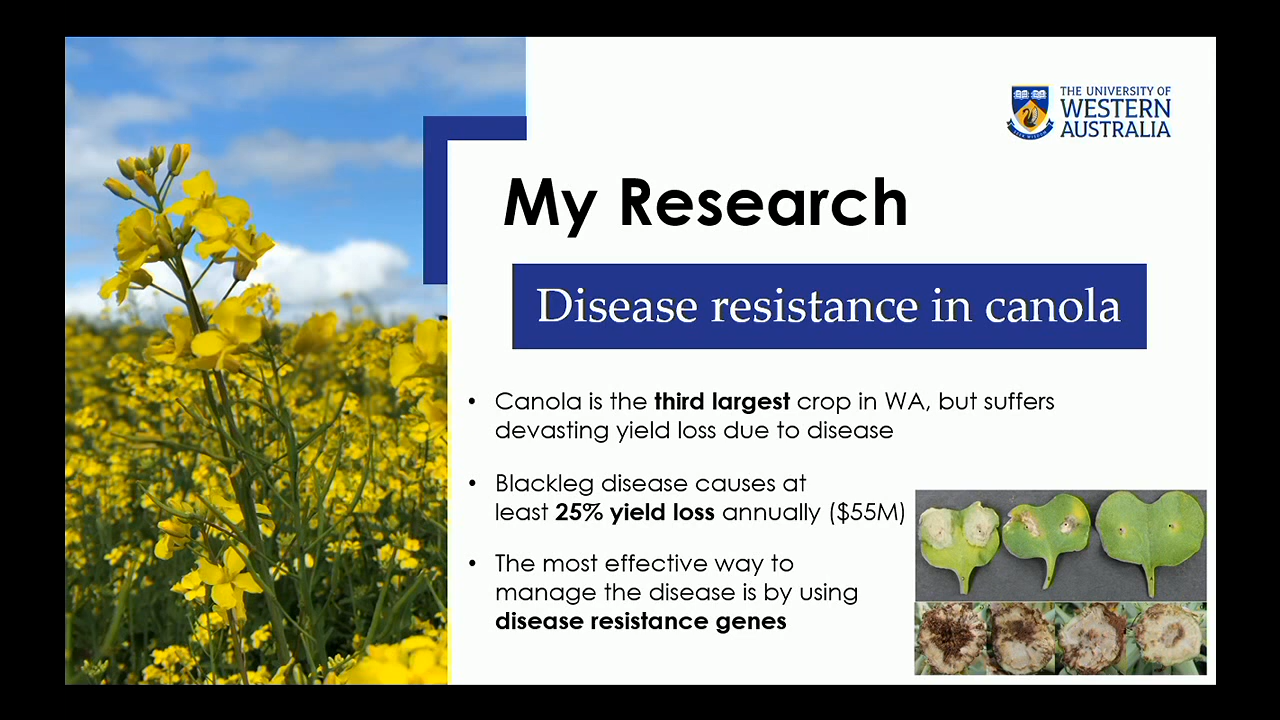 THE UNIVERSITY OF
WESTERN
AUSTRALIA
My Research
Disease resistance in canola
• Canola is the third largest crop in WA, but suffers
devasting yield loss due to disease
• Blackleg disease causes at
least 25% yield loss annually ($55M)
• The most effective way to
manage the disease is by using
disease resistance genes